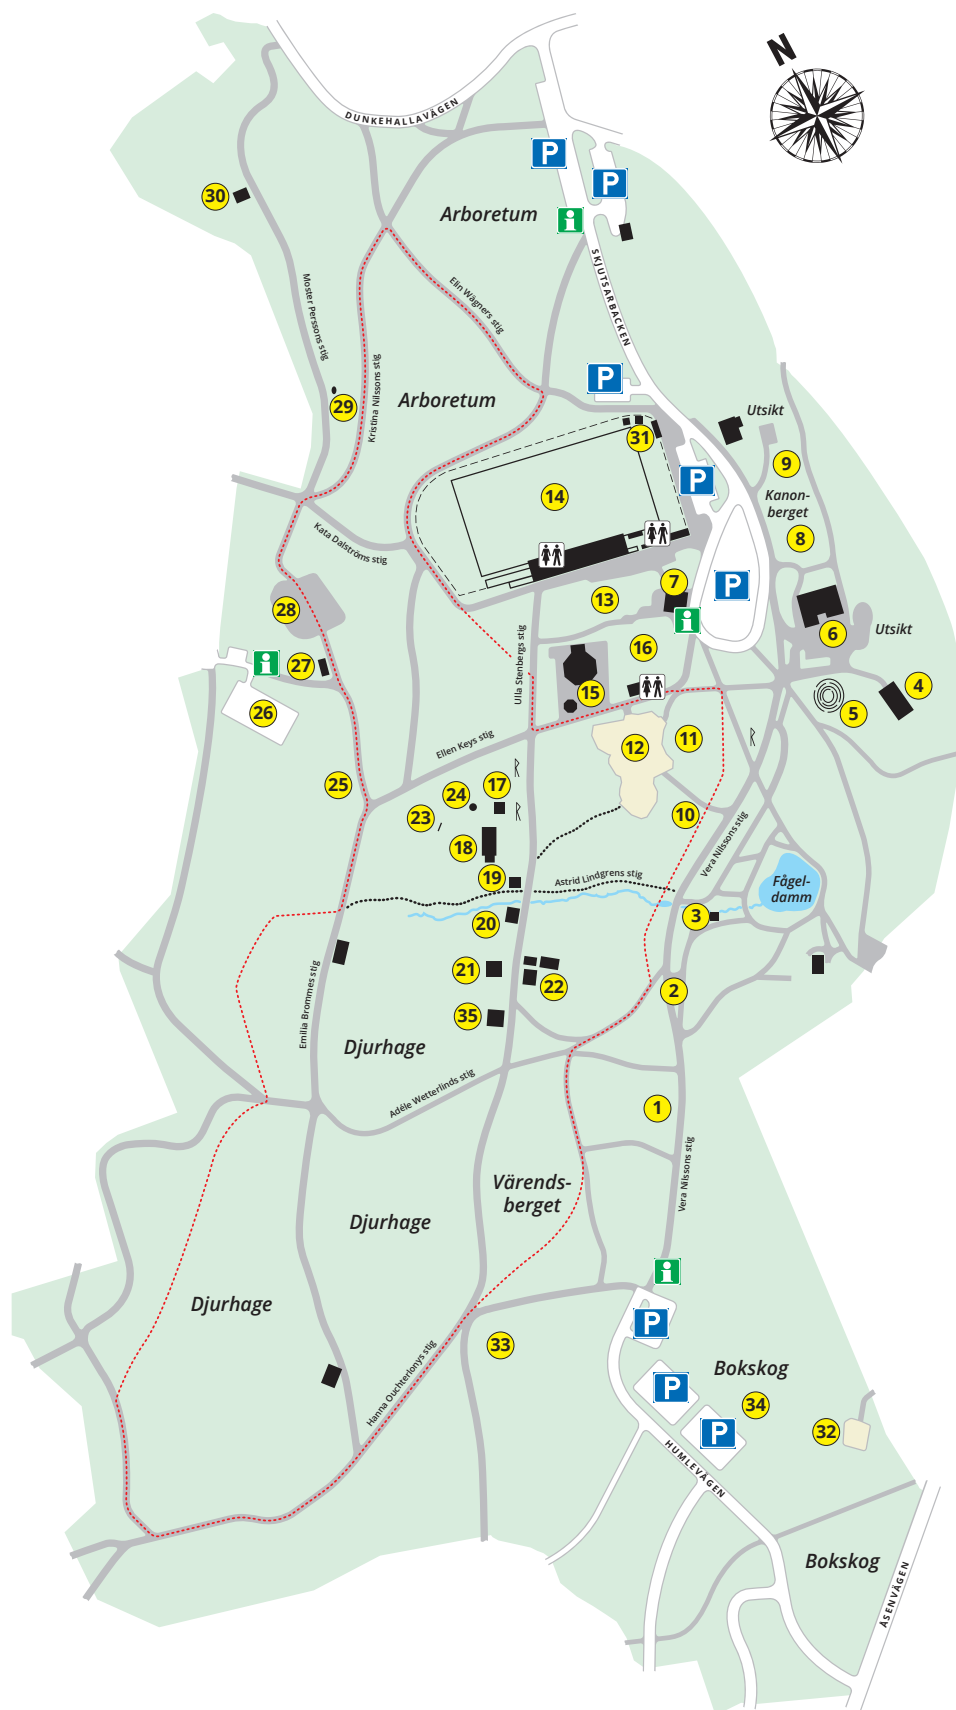 N
DUNKEHALLAVÄGEN
P
P
30
i
Arboretum
SKJUTSARBACKEN
Moster Perssons stig
Elin Wägners stig
Kristina Nilssons stig
P
29
Arboretum
Utsikt
31
9
P
14
Kanon-
berget
8
Kata Dalströms stig
7
P
28
13
i
6
Utsikt
Ulla Stenbergs stig
16
i
27
15
4
5
26
12
11
Ellen Keys stig
25
24
17
10
23
18
Vera Nilssons stig
19
Astrid Lindgrens stig
Fågel-
damm
3
20
21
22
2
Emilia Brommes stig
35
Djurhage
Adéle Wetterlinds stig
1
Vera Nilssons stig
Värends-
berget
Djurhage
i
Djurhage
P
33
Hanna Ouchterlonys stig
Bokskog
P
34
32
P
HUMLEVÄGEN
Bokskog
ÅSENVÄGEN